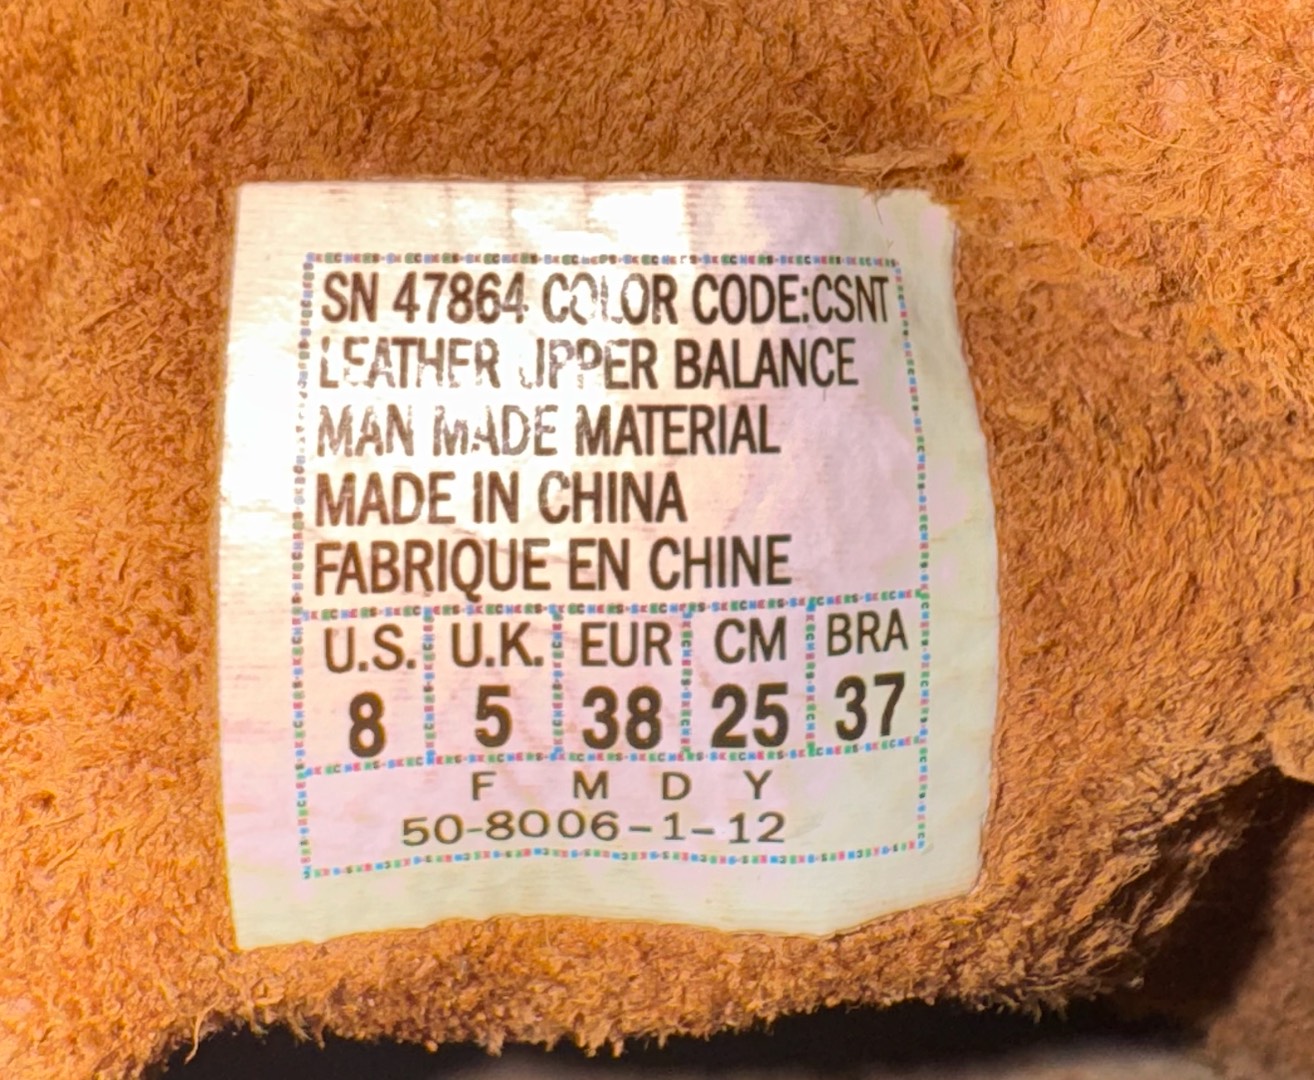 SN 47864 COLOR CODE:CSNT
LEATHER UPPER BALANCE
MAN MADE MATERIAL
MADE IN CHINA
FABRIQUE EN CHINE
U.S. U.K. EUR CM BRA
8 5 38 25 37
F M D Y
50-8006-1-12